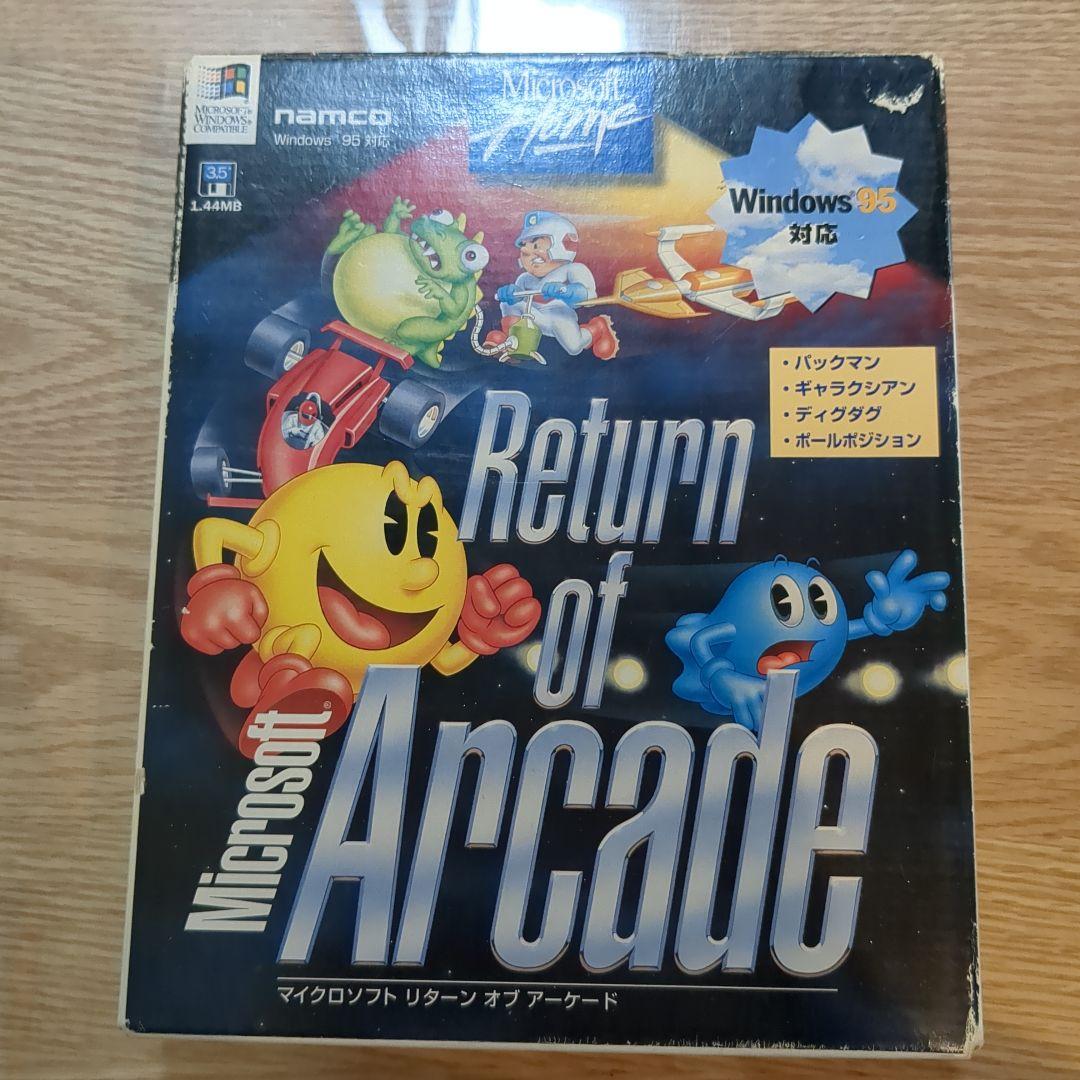 MICROSOFT®
WINDOWS®
COMPATIBLE
namco®
Windows® 95 対応
Microsoft
Home
3.5"
1.44MB
Windows®95
対応
G
・パックマン
・ギャラクシアン
・ディグダグ
・ポールポジション
Return
of
Arcade
Microsoft®
マイクロソフト リターン オブ アーケード